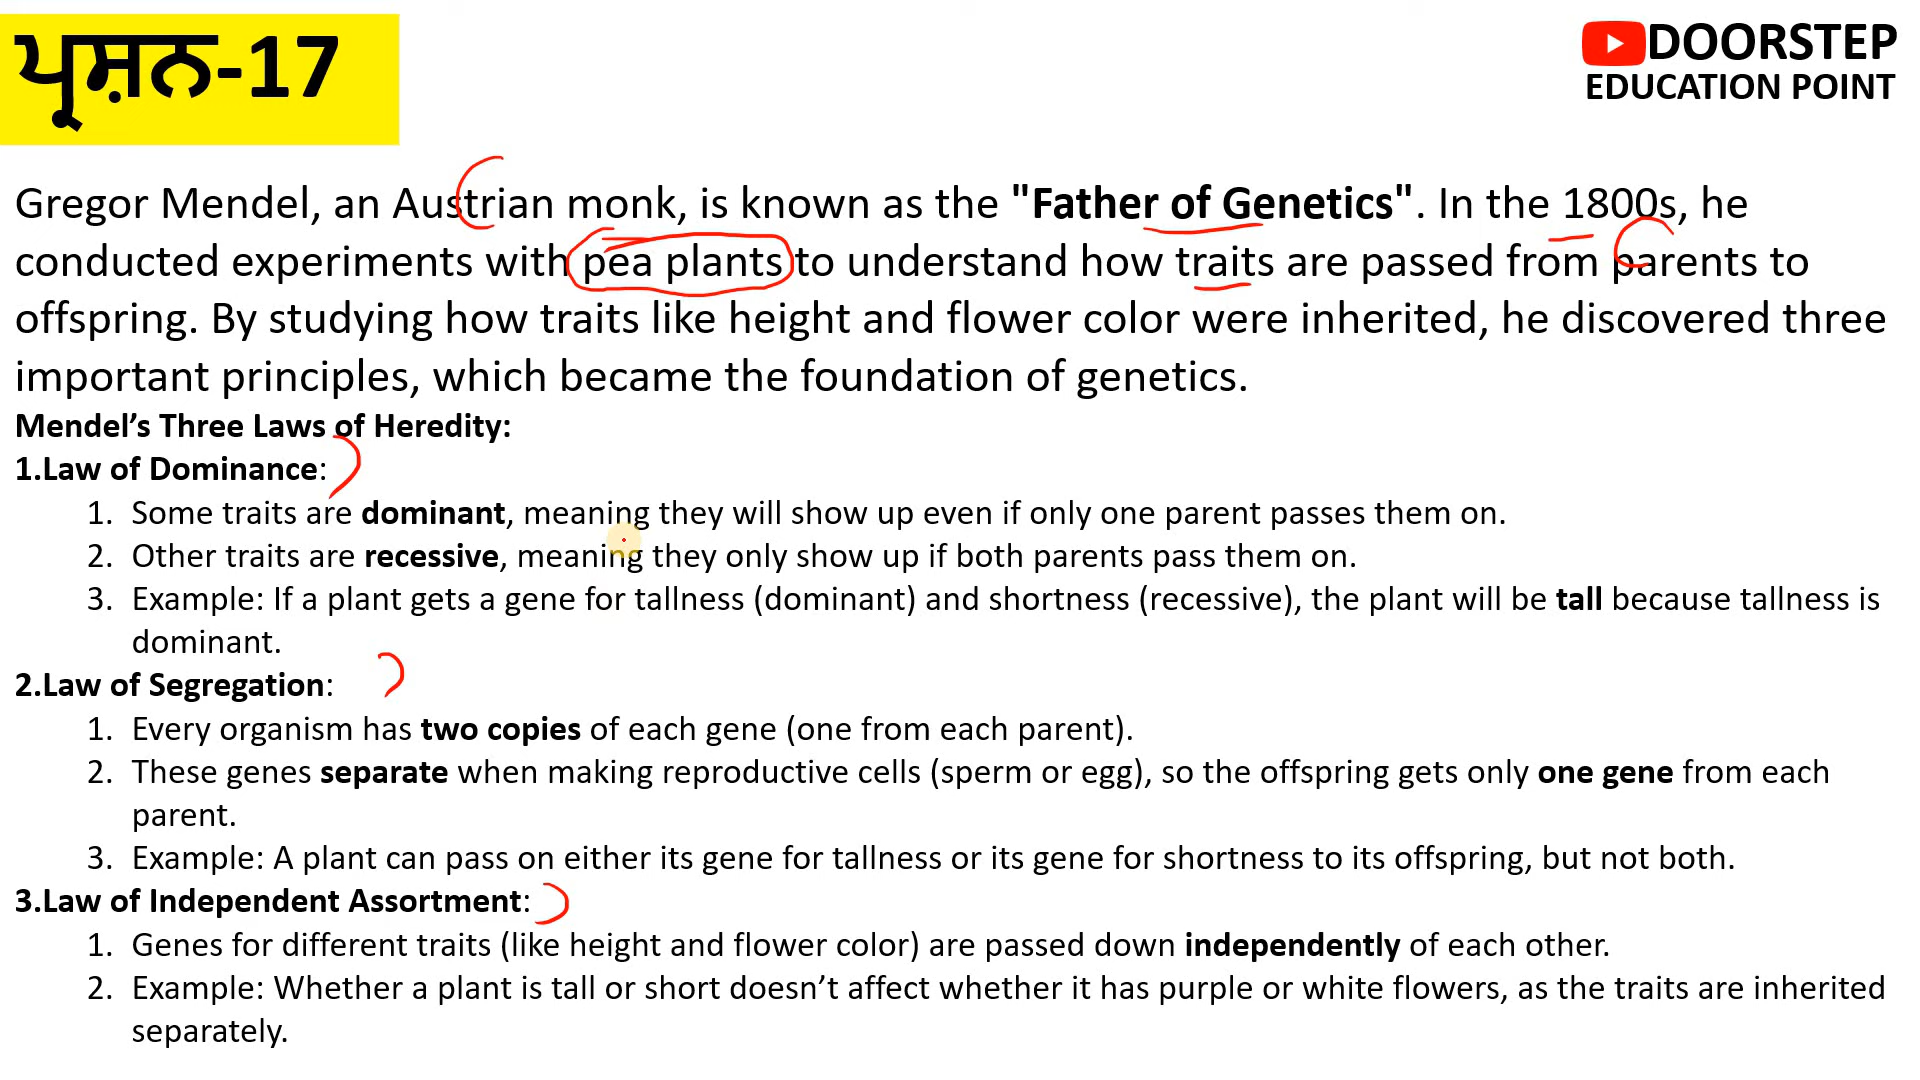 ਪ੍ਰਸ਼ਨ-17
DOORSTEP
EDUCATION POINT
Gregor Mendel, an Austrian monk, is known as the "Father of Genetics". In the 1800s, he
conducted experiments with pea plants to understand how traits are passed from parents to
offspring. By studying how traits like height and flower color were inherited, he discovered three
important principles, which became the foundation of genetics.
Mendel’s Three Laws of Heredity:
1.Law of Dominance:
1. Some traits are dominant, meaning they will show up even if only one parent passes them on.
2. Other traits are recessive, meaning they only show up if both parents pass them on.
3. Example: If a plant gets a gene for tallness (dominant) and shortness (recessive), the plant will be tall because tallness is
dominant.
2.Law of Segregation:
1. Every organism has two copies of each gene (one from each parent).
2. These genes separate when making reproductive cells (sperm or egg), so the offspring gets only one gene from each
parent.
3. Example: A plant can pass on either its gene for tallness or its gene for shortness to its offspring, but not both.
3.Law of Independent Assortment:
1. Genes for different traits (like height and flower color) are passed down independently of each other.
2. Example: Whether a plant is tall or short doesn’t affect whether it has purple or white flowers, as the traits are inherited
separately.